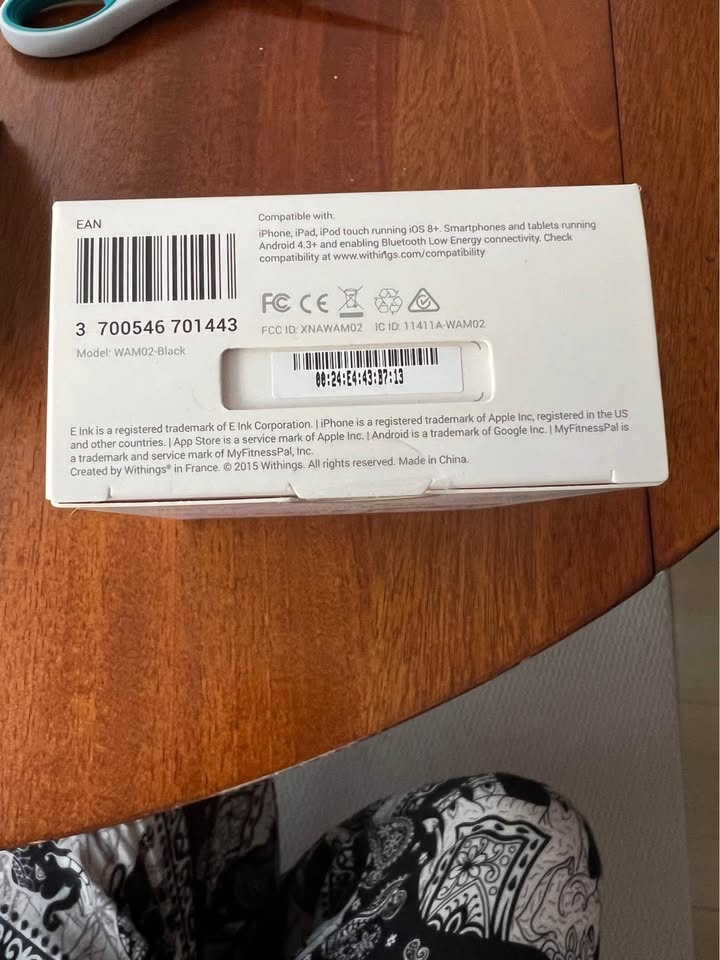 EAN
3 700546 701443
Model: WAM02-Black
Compatible with:
iPhone, iPad, iPod touch running iOS 8+. Smartphones and tablets running
Android 4.3+ and enabling Bluetooth Low Energy connectivity. Check
compatibility at www.withings.com/compatibility
FC CE
FCC ID: XNAWAM02 IC ID: 11411A-WAM02
00:24:E4:43:B7:13
E Ink is a registered trademark of E Ink Corporation. | iPhone is a registered trademark of Apple Inc, registered in the US
and other countries. | App Store is a service mark of Apple Inc. | Android is a trademark of Google Inc. | MyFitnessPal is
a trademark and service mark of MyFitnessPal, Inc.
Created by Withings® in France. © 2015 Withings. All rights reserved. Made in China.